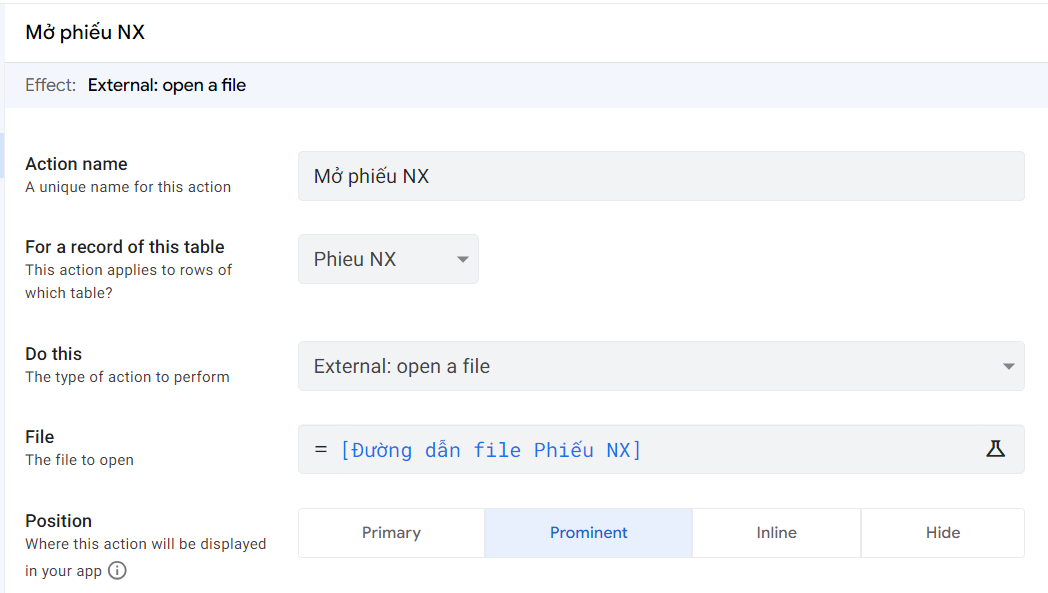 Mở phiếu NX
Effect: External: open a file
Action name
A unique name for this action
Mở phiếu NX
For a record of this table
This action applies to rows of
which table?
Phieu NX
Do this
The type of action to perform
External: open a file
File
The file to open
= [Đường dẫn file Phiếu NX]
Position
Where this action will be displayed
in your app
Primary
Prominent
Inline
Hide